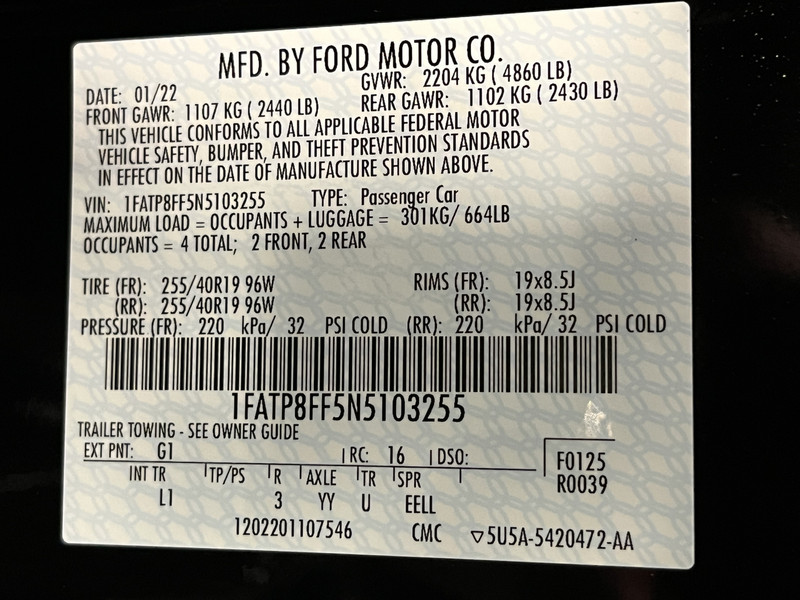 MFD. BY FORD MOTOR CO.
DATE: 01/22 GVWR: 2204 KG ( 4860 LB)
FRONT GAWR: 1107 KG ( 2440 LB) REAR GAWR: 1102 KG ( 2430 LB)
THIS VEHICLE CONFORMS TO ALL APPLICABLE FEDERAL MOTOR
VEHICLE SAFETY, BUMPER, AND THEFT PREVENTION STANDARDS
IN EFFECT ON THE DATE OF MANUFACTURE SHOWN ABOVE.
VIN: 1FATP8FF5N5103255 TYPE: Passenger Car
MAXIMUM LOAD = OCCUPANTS + LUGGAGE = 301KG/ 664LB
OCCUPANTS = 4 TOTAL; 2 FRONT, 2 REAR
TIRE (FR): 255/40R19 96W RIMS (FR): 19x8.5J
(RR): 255/40R19 96W (RR): 19x8.5J
PRESSURE (FR): 220 kPa/ 32 PSI COLD (RR): 220 kPa/ 32 PSI COLD
1FATP8FF5N5103255
TRAILER TOWING - SEE OWNER GUIDE
EXT PNT: G1 RC: 16 DSO: F0125
INT TR TP/PS R AXLE TR SPR R0039
L1 3 YY U EELL
1202201107546 CMC ▽5U5A-5420472-AA